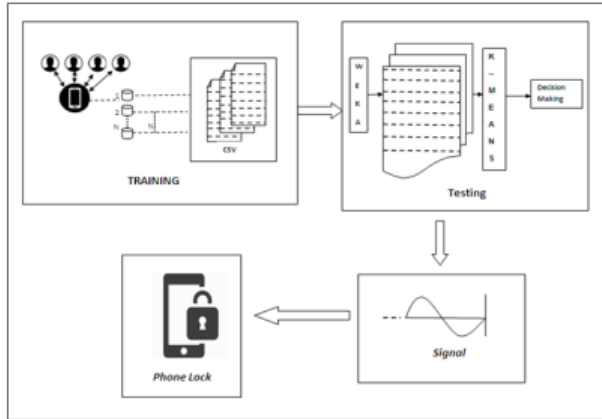 1
2
N
N
CSV
TRAINING
W
E
K
A
K
-
M
E
A
N
S
Decision
Making
Testing
Signal
Phone Lock